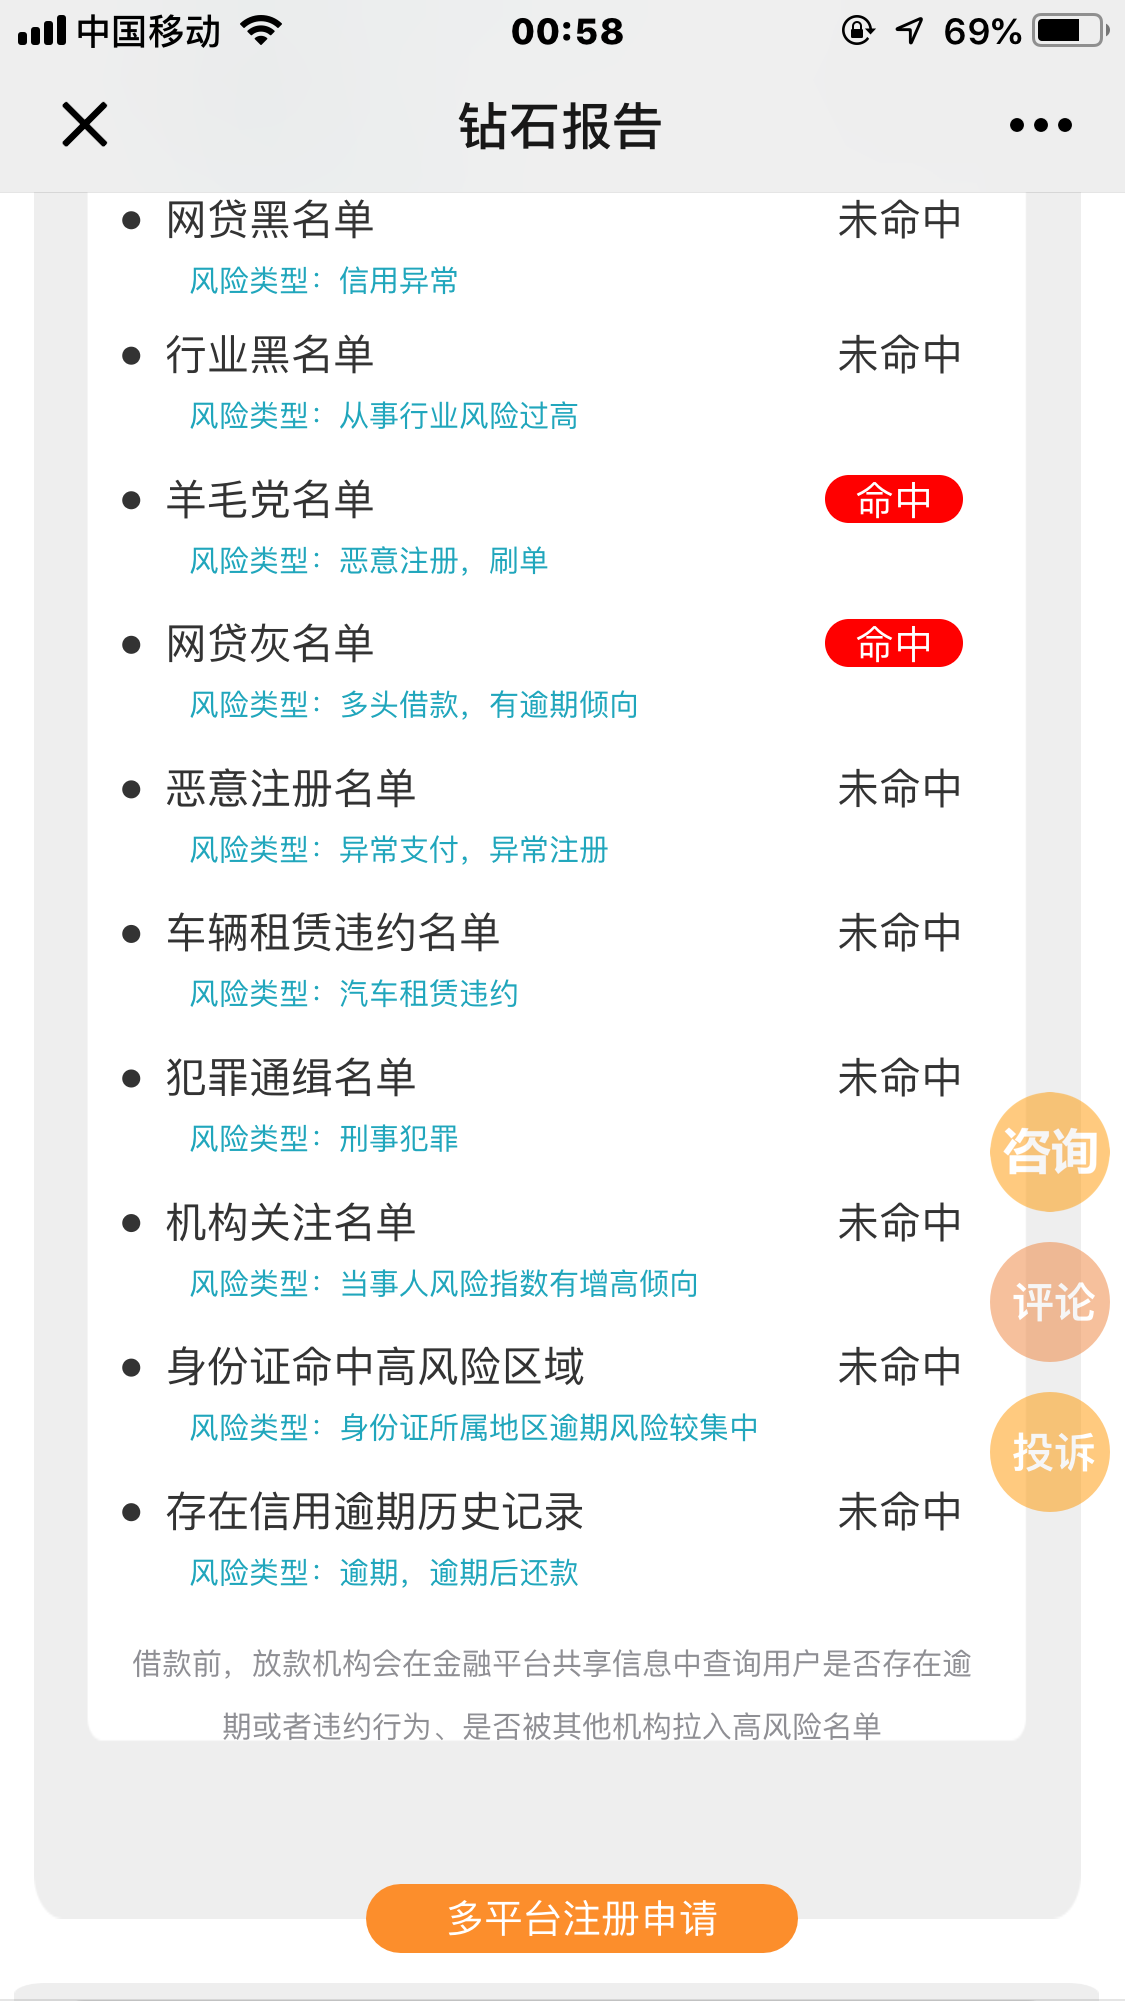 中国移动 00:58 69%
钻石报告
网贷黑名单 未命中
风险类型：信用异常
行业黑名单 未命中
风险类型：从事行业风险过高
羊毛党名单 命中
风险类型：恶意注册，刷单
网贷灰名单 命中
风险类型：多头借款，有逾期倾向
恶意注册名单 未命中
风险类型：异常支付，异常注册
车辆租赁违约名单 未命中
风险类型：汽车租赁违约
犯罪通缉名单 未命中
风险类型：刑事犯罪
咨询
机构关注名单 未命中
风险类型：当事人风险指数有增高倾向
评论
身份证命中高风险区域 未命中
风险类型：身份证所属地区逾期风险较集中
投诉
存在信用逾期历史记录 未命中
风险类型：逾期，逾期后还款
借款前，放款机构会在金融平台共享信息中查询用户是否存在逾
期或者违约行为、是否被其他机构拉入高风险名单
多平台注册申请